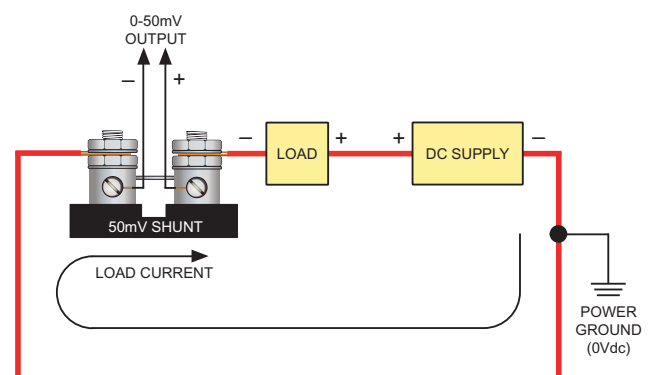 0-50mV
OUTPUT
– +
– + + –
LOAD
DC SUPPLY
50mV SHUNT
LOAD CURRENT
POWER
GROUND
(0Vdc)